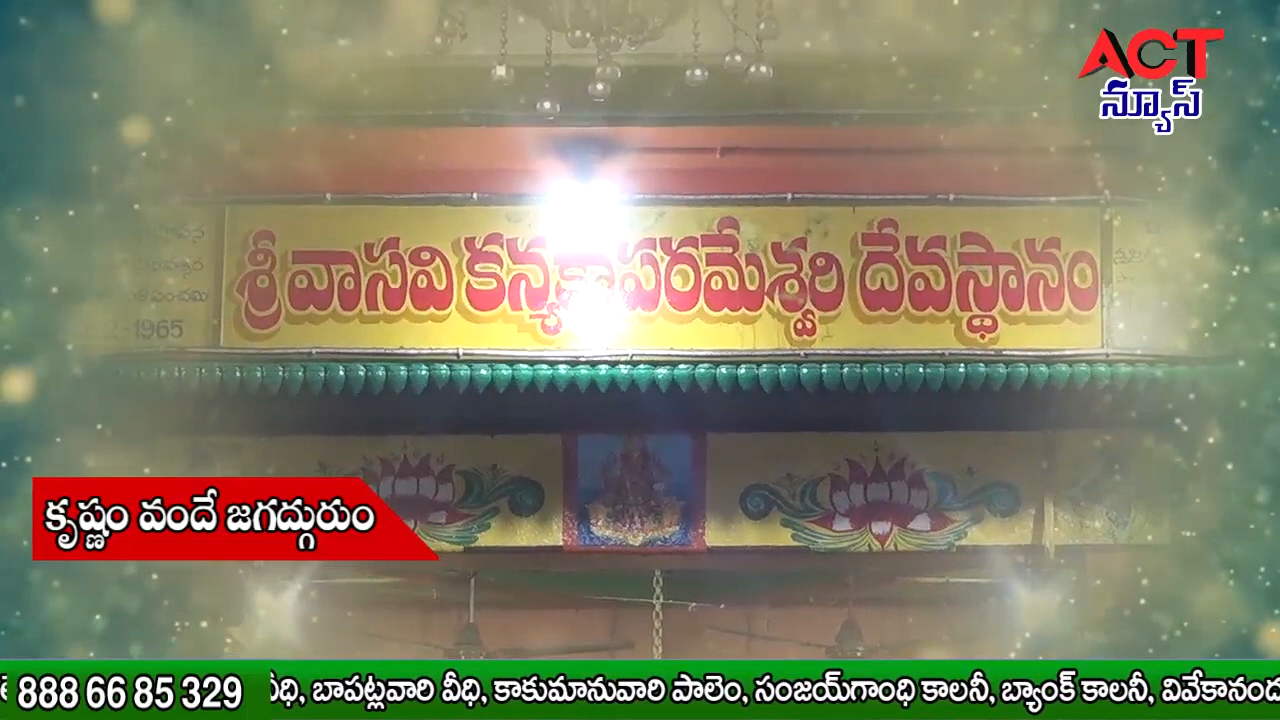 ACT
న్యూస్
శ్రీ వాసవి కన్యకాపరమేశ్వరి దేవస్థానం
-1965
కృష్ణం వందే జగద్గురుం
888 66 85 329 వీధి, బాపట్లవారి వీధి, కాకుమానువారి పాలెం, సంజయ్‌గాంధి కాలనీ, బ్యాంక్ కాలనీ, వివేకానంద